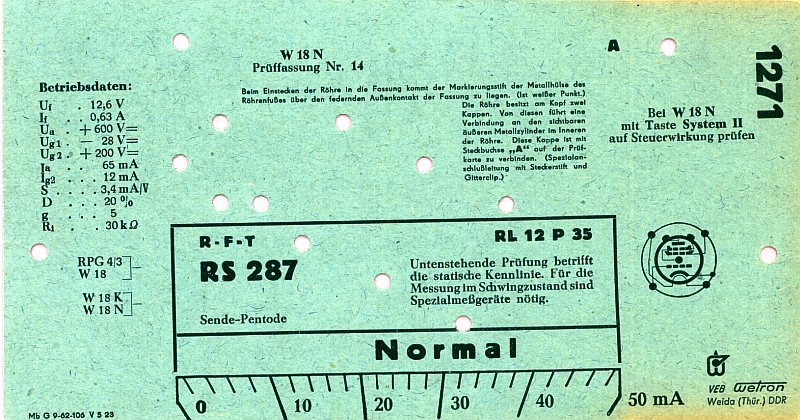 W 18 N
Prüffassung Nr. 14
A
1271
Betriebsdaten:
Uf . 12,6 V
If . 0,63 A
Ua . + 600 V=
Ug1 . − 28 V=
Ug2 . + 200 V=
Ja . . . 65 mA
Ig2 . . . 12 mA
S . . . . 3,4 mA/V
D . . . 20 %
g . . . 5
Ri . . . 30 kΩ
Beim Einstecken der Röhre in die Fassung kommt der Markierungsstift der Metallhülse des
Röhrenfußes über den federnden Außenkontakt der Fassung zu liegen. (Ist weißer Punkt.)
Die Röhre besitzt am Kopf zwei
Kappen. Von diesen führt eine
Verbindung an den sichtbaren
äußeren Metallzylinder im Inneren
der Röhre. Diese Kappe ist mit
Steckbuchse „A" auf der Prüf-
karte zu verbinden. (Spezialan-
schlußleitung mit Steckerstift und
Gitterclip.)
Bei W 18 N
mit Taste System II
auf Steuerwirkung prüfen
RPG 4/3
W 18
W 18 K
W 18 N
R-F-T
RL 12 P 35
RS 287
Untenstehende Prüfung betrifft
die statische Kennlinie. Für die
Messung im Schwingzustand sind
Spezialmeßgeräte nötig.
Sende-Pentode
Normal
0 10 20 30 40 50 mA
VEB wetron
Weida (Thür.) DDR
Mb G 9-62-106 V 5 23